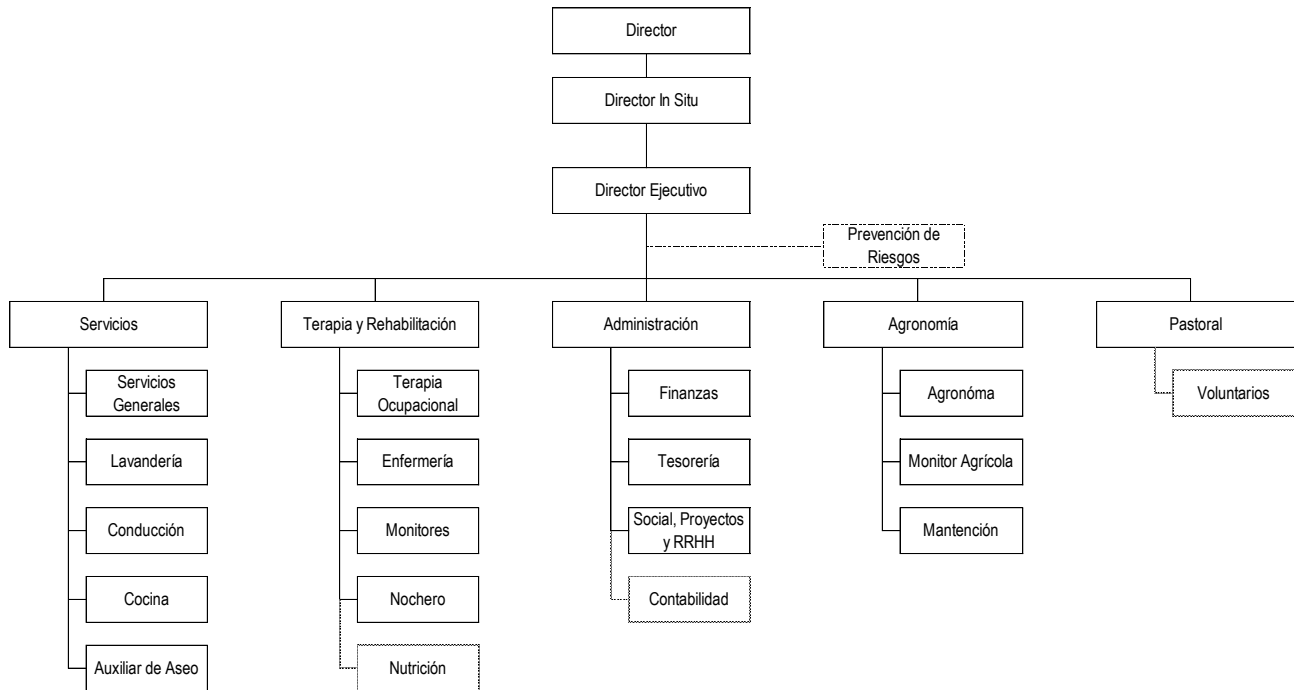 Director
Director In Situ
Director Ejecutivo
Prevención de
Riesgos
Servicios
Terapia y Rehabilitación
Administración
Agronomía
Pastoral
Servicios
Generales
Terapia
Ocupacional
Finanzas
Agronóma
Voluntarios
Lavandería
Enfermería
Tesorería
Monitor Agrícola
Conducción
Monitores
Social, Proyectos
y RRHH
Mantención
Cocina
Nochero
Contabilidad
Auxiliar de Aseo
Nutrición